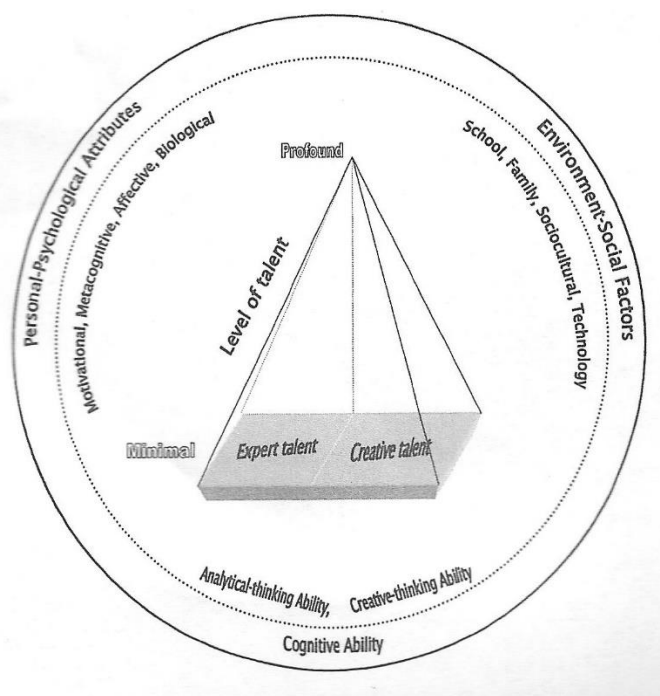 Personal-Psychological Attributes
Motivational, Metacognitive, Affective, Biological
Environment-Social Factors
School, Family, Sociocultural, Technology
Profound
Level of talent
Minimal
Expert talent
Creative talent
Analytical-thinking Ability, Creative-thinking Ability
Cognitive Ability